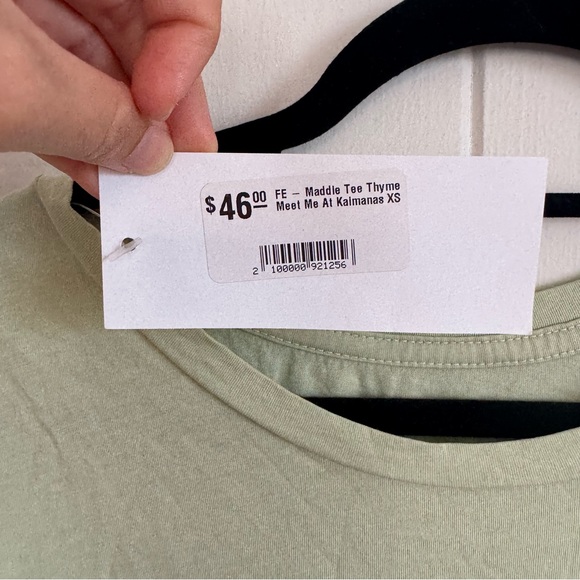 $46.00 FE – Maddie Tee Thyme
Meet Me At Kalmanas XS
2 100000 921256